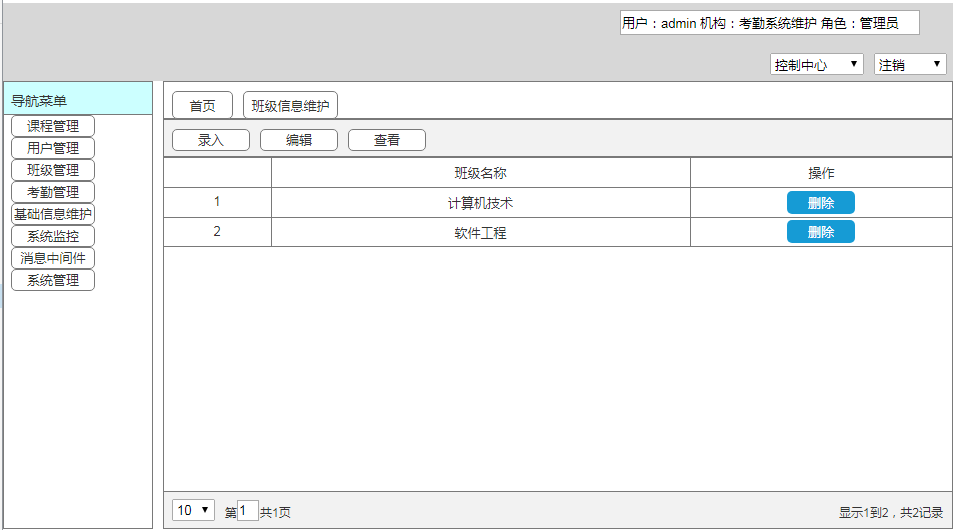 用户：admin 机构：考勤系统维护 角色：管理员
控制中心 注销
导航菜单
课程管理
用户管理
班级管理
考勤管理
基础信息维护
系统监控
消息中间件
系统管理
首页 班级信息维护
录入 编辑 查看
班级名称 操作
1 计算机技术 删除
2 软件工程 删除
10 第1共1页 显示1到2，共2记录